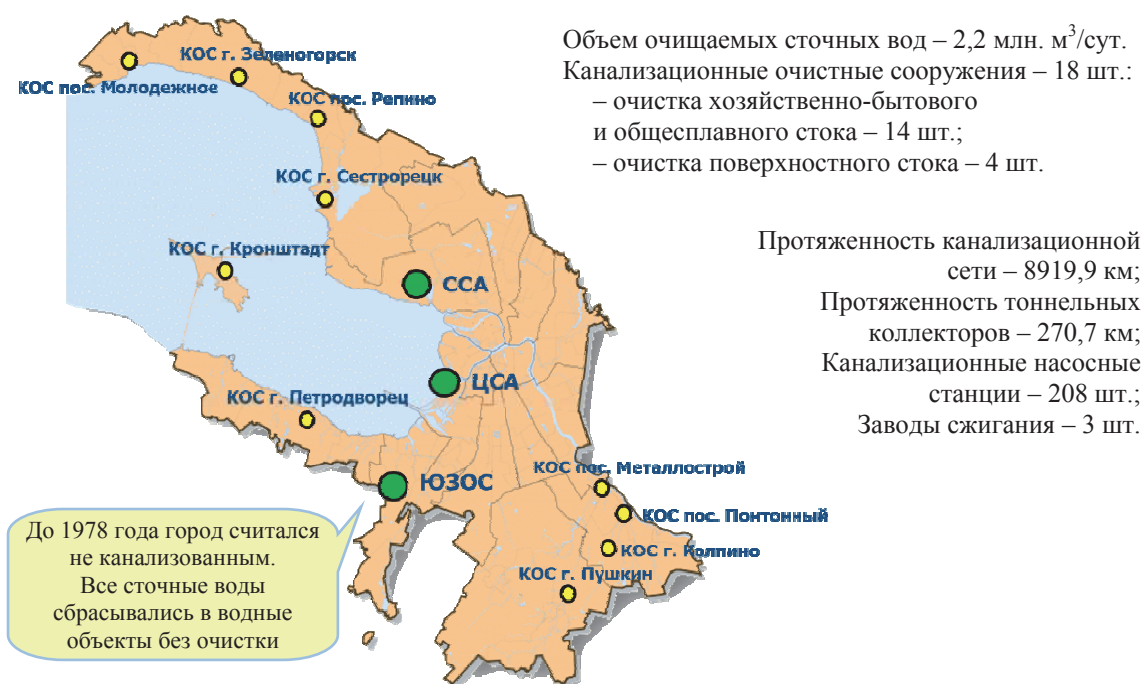 Объем очищаемых сточных вод – 2,2 млн. м³/сут.
Канализационные очистные сооружения – 18 шт.:
– очистка хозяйственно-бытового
и общесплавного стока – 14 шт.;
– очистка поверхностного стока – 4 шт.
Протяженность канализационной
сети – 8919,9 км;
Протяженность тоннельных
коллекторов – 270,7 км;
Канализационные насосные
станции – 208 шт.;
Заводы сжигания – 3 шт.
КОС г. Зеленогорск
КОС пос. Молодежное
КОС пос. Репино
КОС г. Сестрорецк
КОС г. Кронштадт
ССА
ЦСА
КОС г. Петродворец
ЮЗОС
КОС пос. Металлострой
КОС пос. Понтонный
КОС г. Колпино
КОС г. Пушкин
До 1978 года город считался
не канализованным.
Все сточные воды
сбрасывались в водные
объекты без очистки